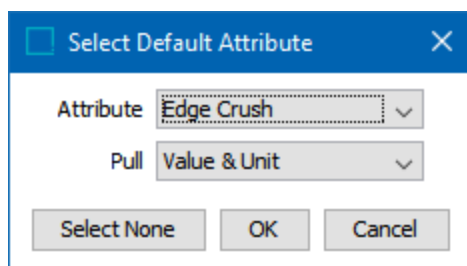 Select Default Attribute
Attribute Edge Crush
Pull Value & Unit
Select None OK Cancel